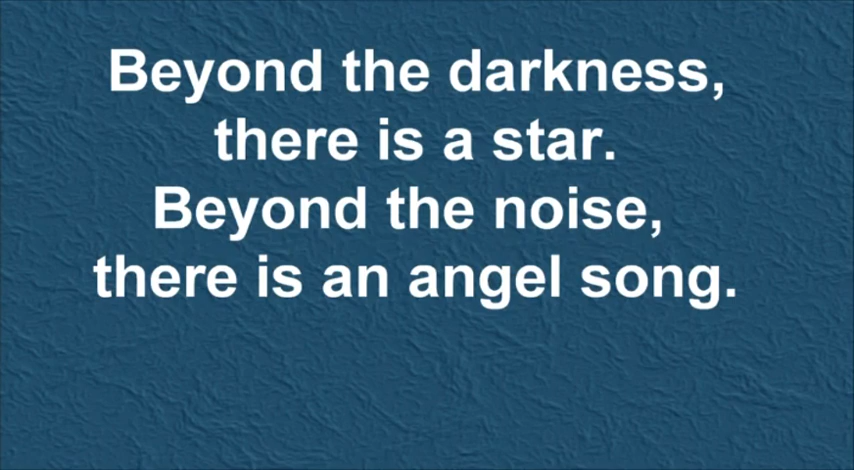 Beyond the darkness,
there is a star.
Beyond the noise,
there is an angel song.